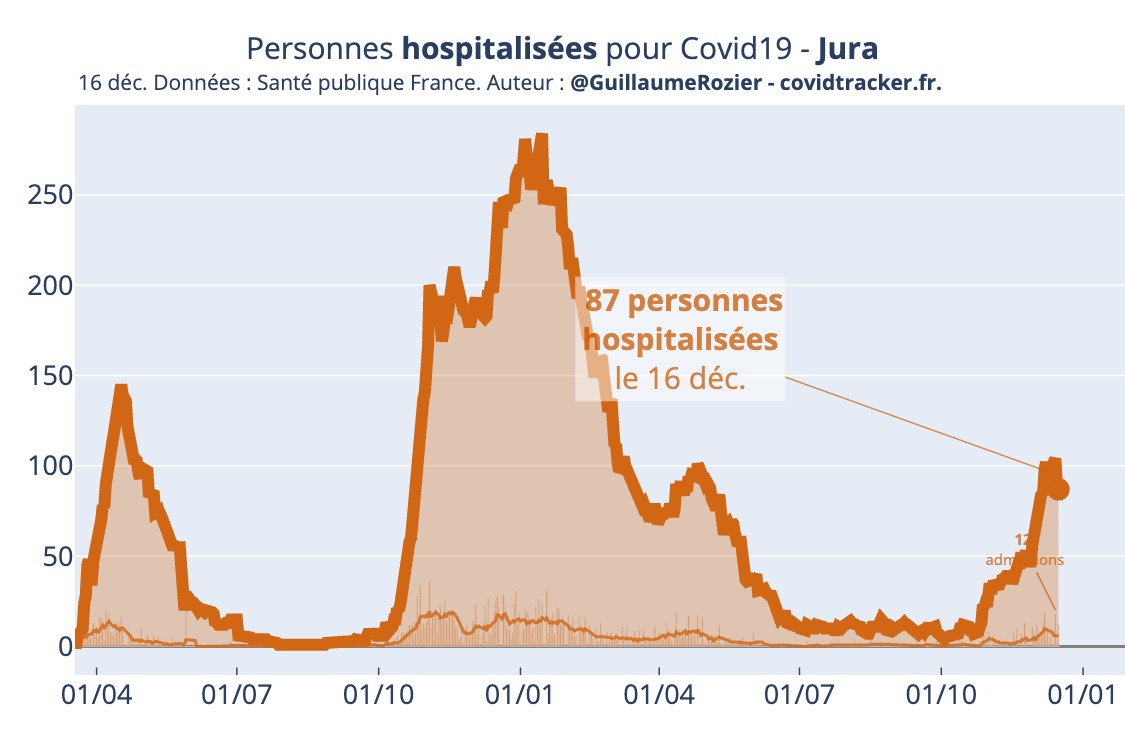 Personnes hospitalisées pour Covid19 - Jura
16 déc. Données : Santé publique France. Auteur : @GuillaumeRozier - covidtracker.fr.
250
200
150
100
50
0
87 personnes
hospitalisées
le 16 déc.
12
01/04 01/07 01/10 01/01 01/04 01/07 01/10 01/01